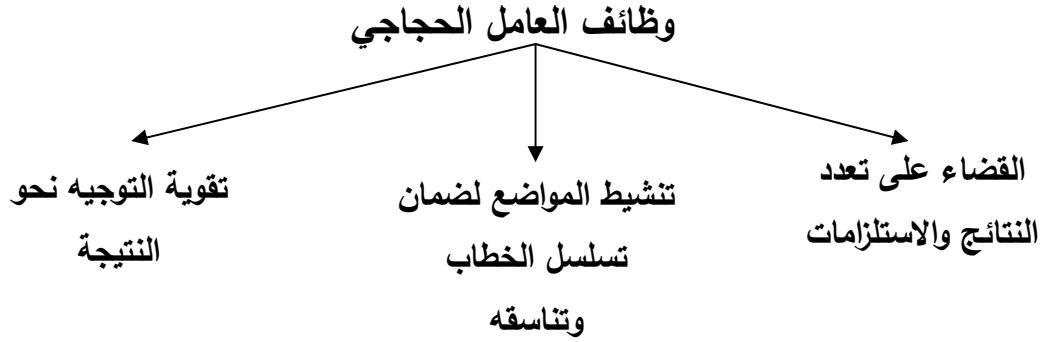 وظائف العامل الحجاجي
القضاء على تعدد
النتائج والاستلزامات
تنشيط المواضع لضمان
تسلسل الخطاب
وتناسقه
تقوية التوجيه نحو
النتيجة